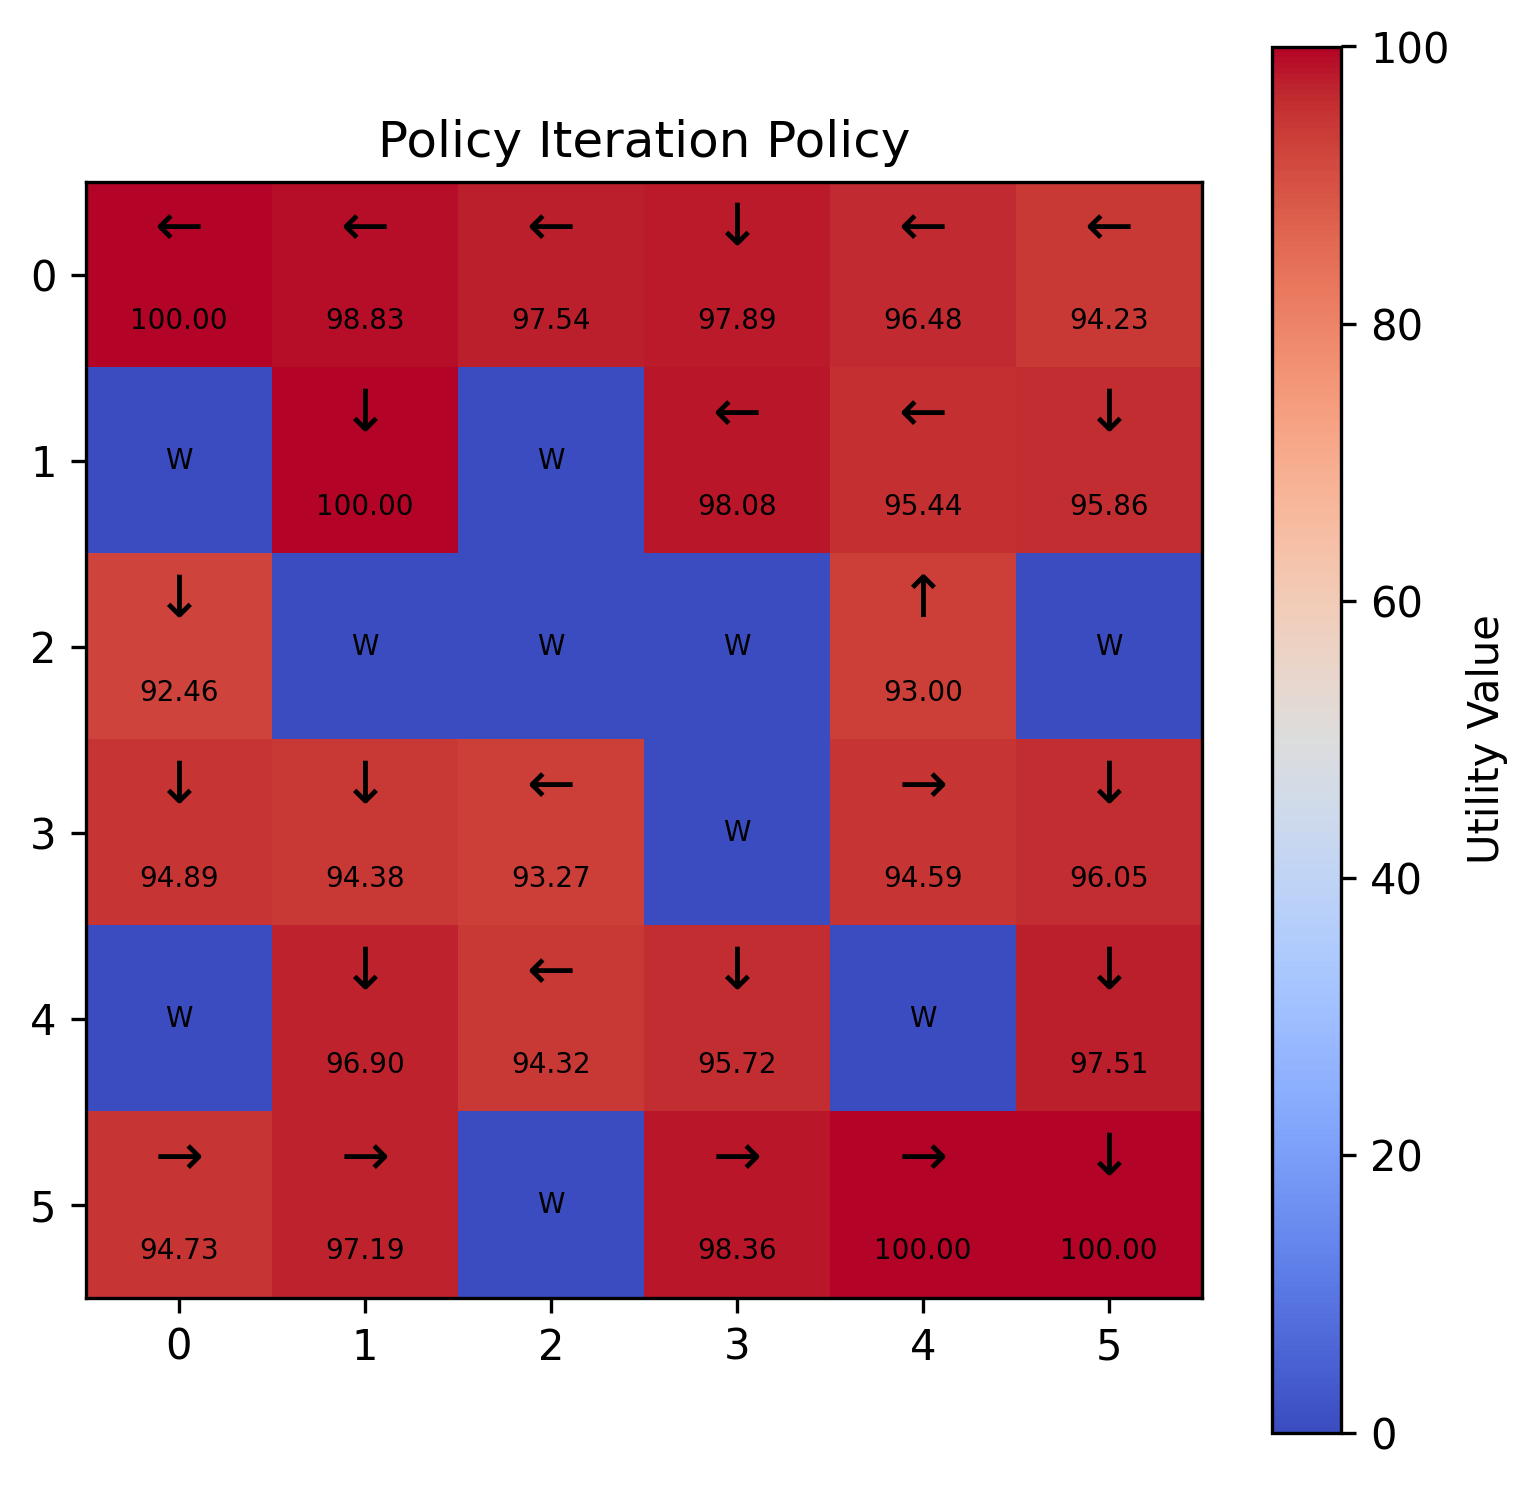 Policy Iteration Policy
← ← ← ↓ ← ←
0 100.00 98.83 97.54 97.89 96.48 94.23
↓ ← ← ↓
1 W W
100.00 98.08 95.44 95.86
↓ ↑
2 W W W W
92.46 93.00
↓ ↓ ← → ↓
3 W
94.89 94.38 93.27 94.59 96.05
↓ ← ↓ ↓
4 W W
96.90 94.32 95.72 97.51
→ → → → ↓
5 W
94.73 97.19 98.36 100.00 100.00
0 1 2 3 4 5
100
80
60
40
20
0
Utility Value